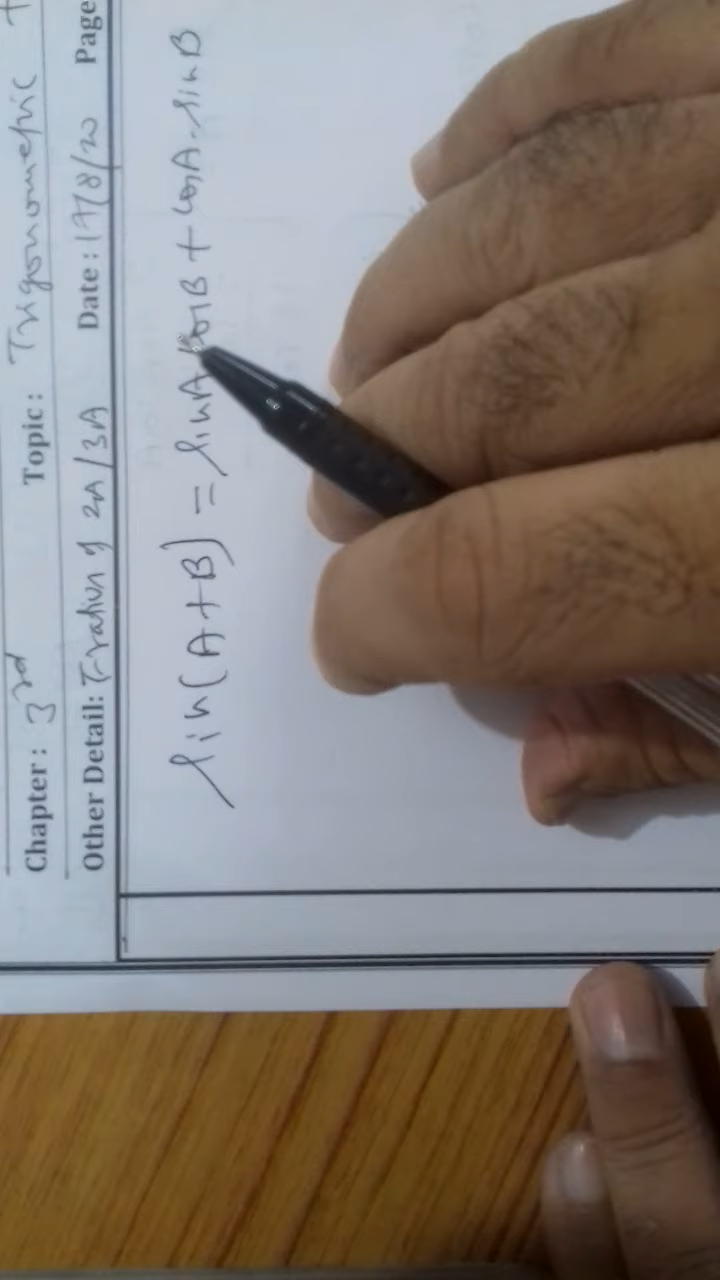 Chapter : 3rd Topic : Trigonometric
Other Detail: T-ration of 2A/3A Date : 17/8/20 Page
sin(A+B) = sinA cosB + cosA.sinB